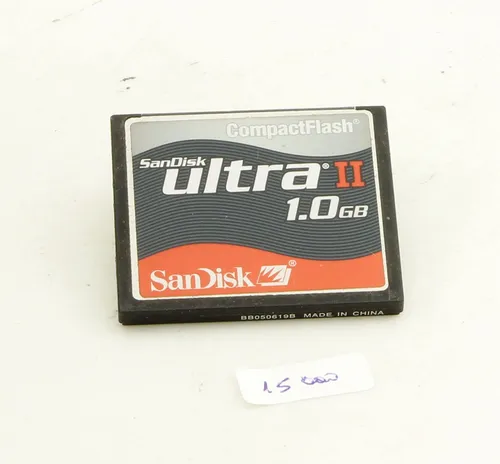 CompactFlash®
SanDisk
ultra® II
1.0GB
SanDisk®
BB050619B MADE IN CHINA